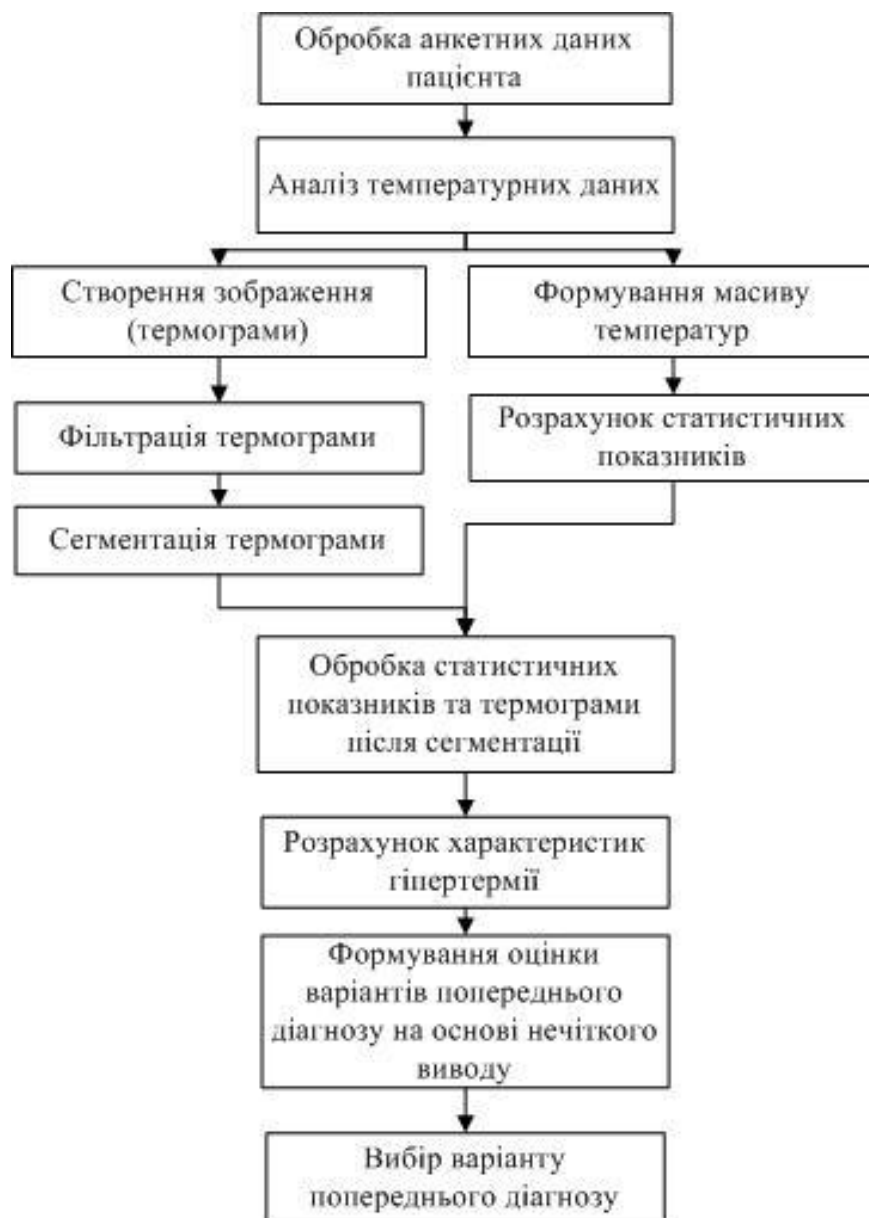 Обробка анкетних даних
пацієнта
Аналіз температурних даних
Створення зображення
(термограми)
Формування масиву
температур
Фільтрація термограми
Розрахунок статистичних
показників
Сегментація термограми
Обробка статистичних
показників та термограми
після сегментації
Розрахунок характеристик
гіпертермії
Формування оцінки
варіантів попереднього
діагнозу на основі нечіткого
виводу
Вибір варіанту
попереднього діагнозу